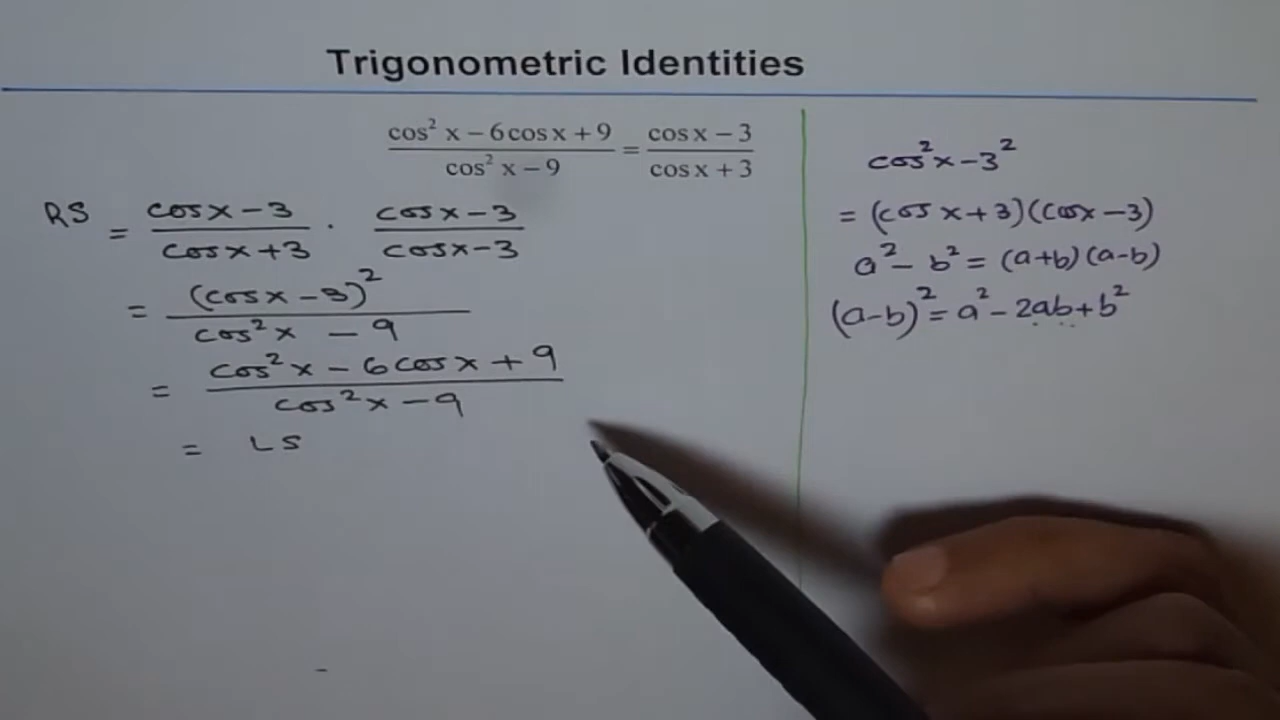 Trigonometric Identities
cos² x − 6 cos x + 9 / cos² x − 9 = cos x − 3 / cos x + 3
RS = cos x − 3 / cos x + 3 · cos x − 3 / cos x − 3
= (cos x − 3)² / cos² x − 9
= cos² x − 6 cos x + 9 / cos² x − 9
= LS
cos² x − 3²
= (cos x + 3)(cos x − 3)
a² − b² = (a+b)(a−b)
(a−b)² = a² − 2ab + b²